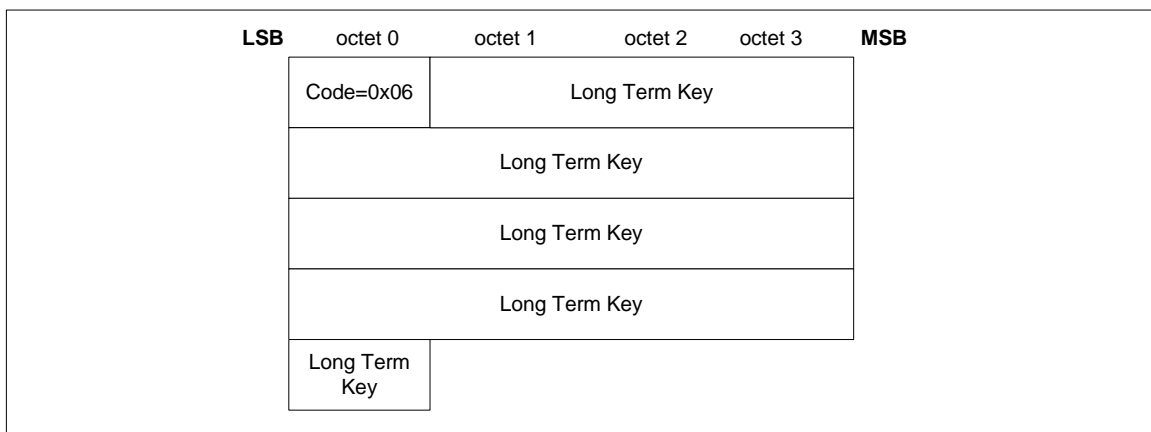 LSB octet 0 octet 1 octet 2 octet 3 MSB
Code=0x06 Long Term Key
Long Term Key
Long Term Key
Long Term Key
Long Term
Key